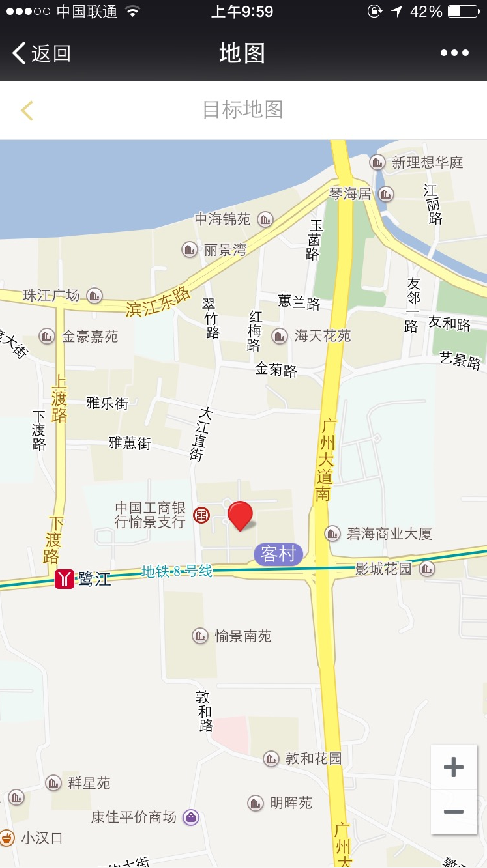 中国联通 上午9:59 42%
返回 地图
目标地图
新理想华庭
琴海居
江丽路
中海锦苑
玉菡路
丽景湾
珠江广场
滨江东路
翠竹路
蕙兰路
友邻一路
红梅路
友和路
金豪嘉苑
海天花苑
艺景路
金菊路
上渡路
雅乐街
下渡路
大江直街
雅蕙街
广州大道南
中国工商银
行愉景支行
碧海商业大厦
客村
下渡路
影城花园
鹭江
地铁8号线
愉景南苑
敦和路
敦和花园
群星苑
明晖苑
康佳平价商场
小汉口
广州大